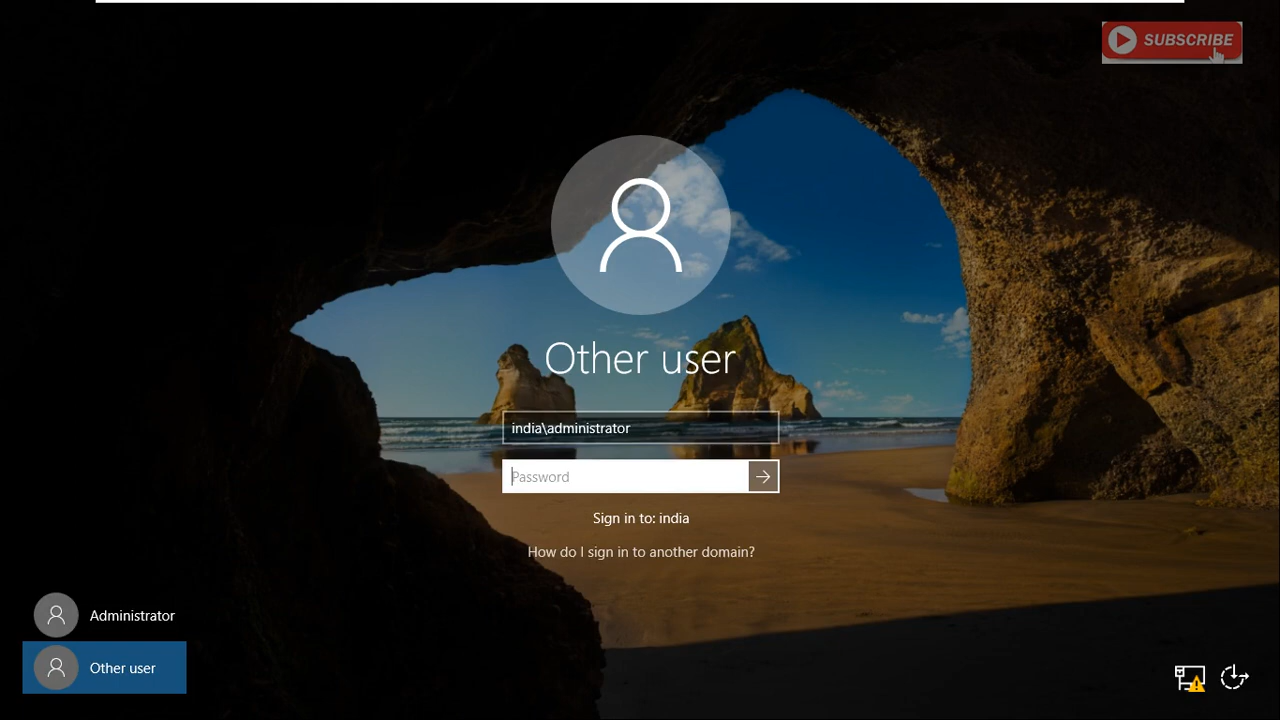 SUBSCRIBE
Other user
india\administrator
Password
Sign in to: india
How do I sign in to another domain?
Administrator
Other user